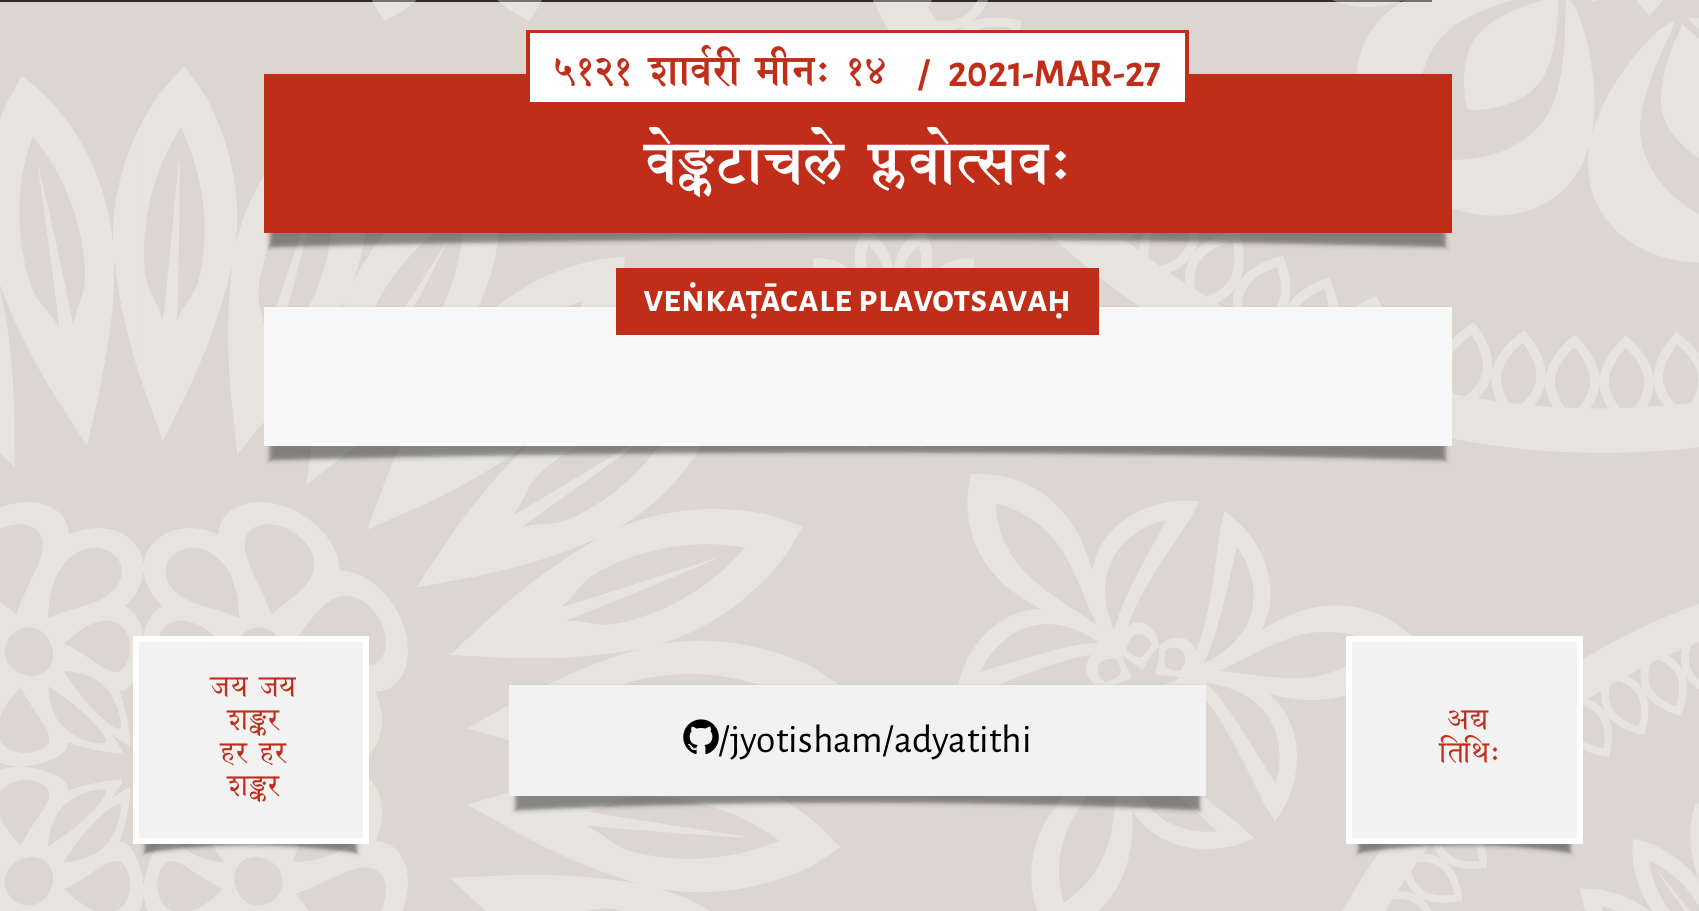 ५१२१ शार्वरी मीनः १४ / 2021-MAR-27
वेङ्कटाचले प्लवोत्सवः
VEṄKAṬĀCALE PLAVOTSAVAḤ
जय जय
शङ्कर
हर हर
शङ्कर
/jyotisham/adyatithi
अद्य
तिथिः